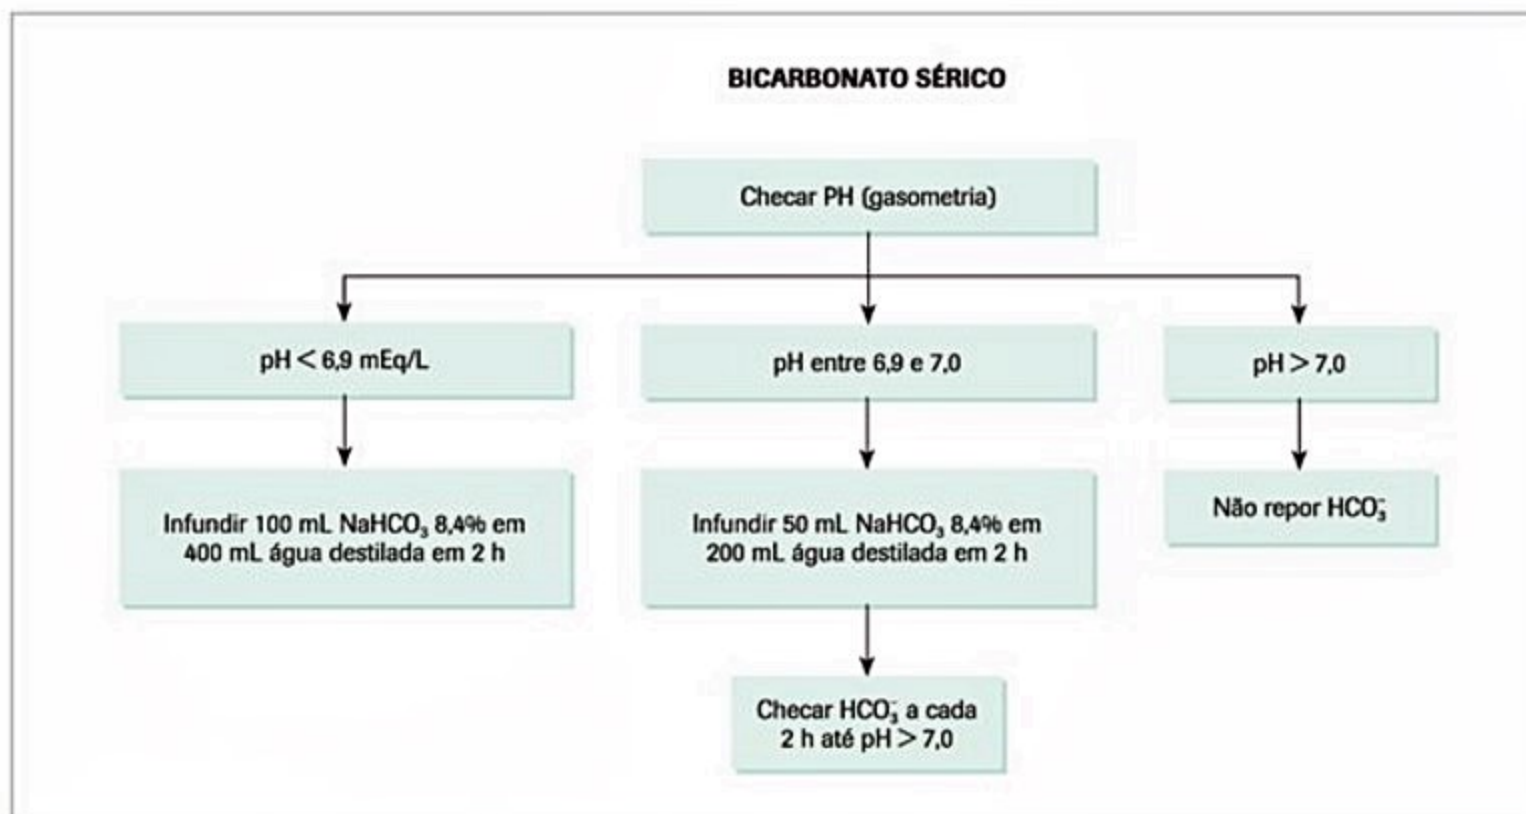 BICARBONATO SÉRICO
Checar PH (gasometria)
pH < 6,9 mEq/L
pH entre 6,9 e 7,0
pH > 7,0
Infundir 100 mL NaHCO₃ 8,4% em
400 mL água destilada em 2 h
Infundir 50 mL NaHCO₃ 8,4% em
200 mL água destilada em 2 h
Não repor HCO₃⁻
Checar HCO₃⁻ a cada
2 h até pH > 7,0